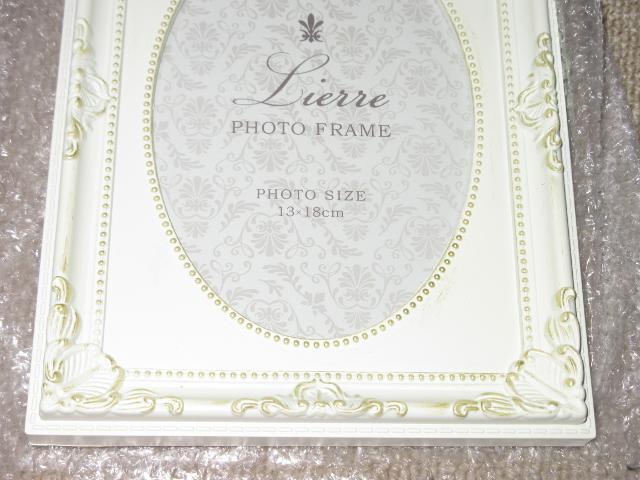 Lierre
PHOTO FRAME
PHOTO SIZE
13×18cm